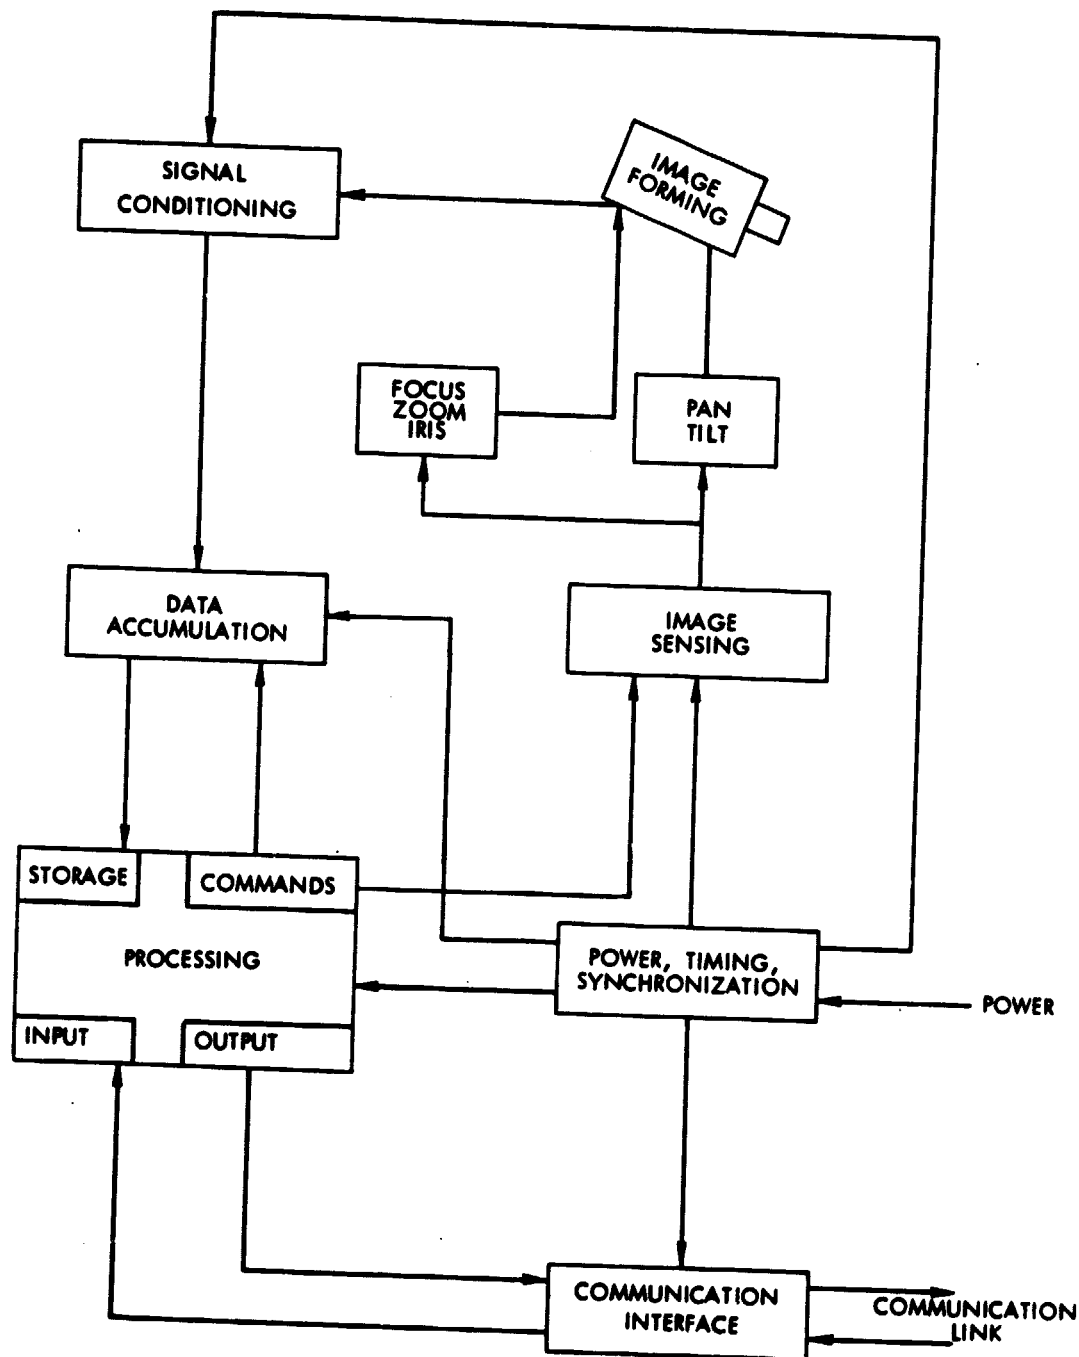 SIGNAL
CONDITIONING
IMAGE
FORMING
FOCUS
ZOOM
IRIS
PAN
TILT
DATA
ACCUMULATION
IMAGE
SENSING
STORAGE
COMMANDS
PROCESSING
INPUT
OUTPUT
POWER, TIMING,
SYNCHRONIZATION
POWER
COMMUNICATION
INTERFACE
COMMUNICATION
LINK